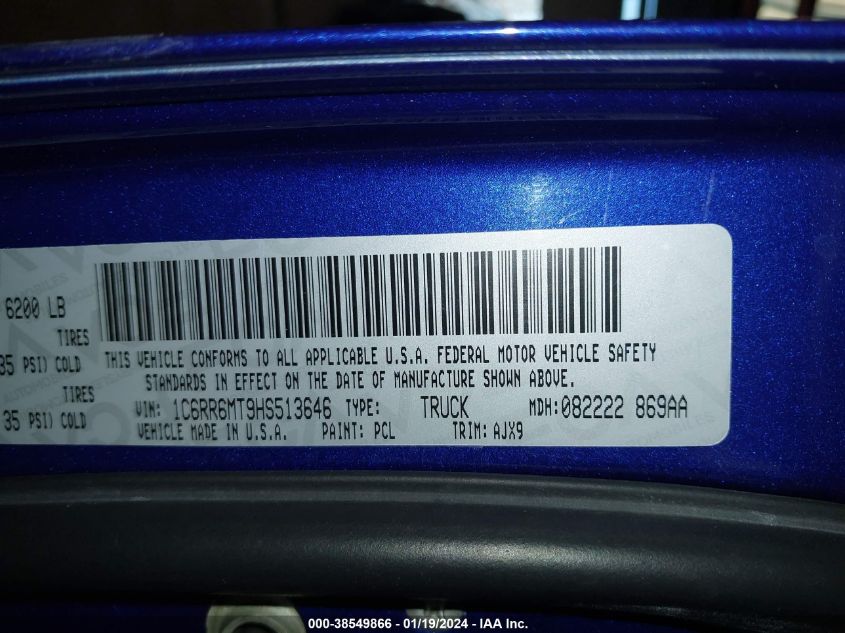 6200 LB
TIRES
35 PSI) COLD
TIRES
35 PSI) COLD
THIS VEHICLE CONFORMS TO ALL APPLICABLE U.S.A. FEDERAL MOTOR VEHICLE SAFETY
STANDARDS IN EFFECT ON THE DATE OF MANUFACTURE SHOWN ABOVE.
VIN: 1C6RR6MT9HS513646 TYPE: TRUCK MDH: 082222 869AA
VEHICLE MADE IN U.S.A. PAINT: PCL TRIM: AJX9
000-38549866 - 01/19/2024 - IAA Inc.